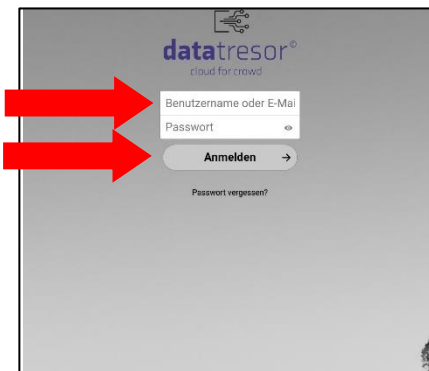 datatresor®
cloud for crowd
Benutzername oder E-Mai
Passwort
Anmelden
Passwort vergessen?